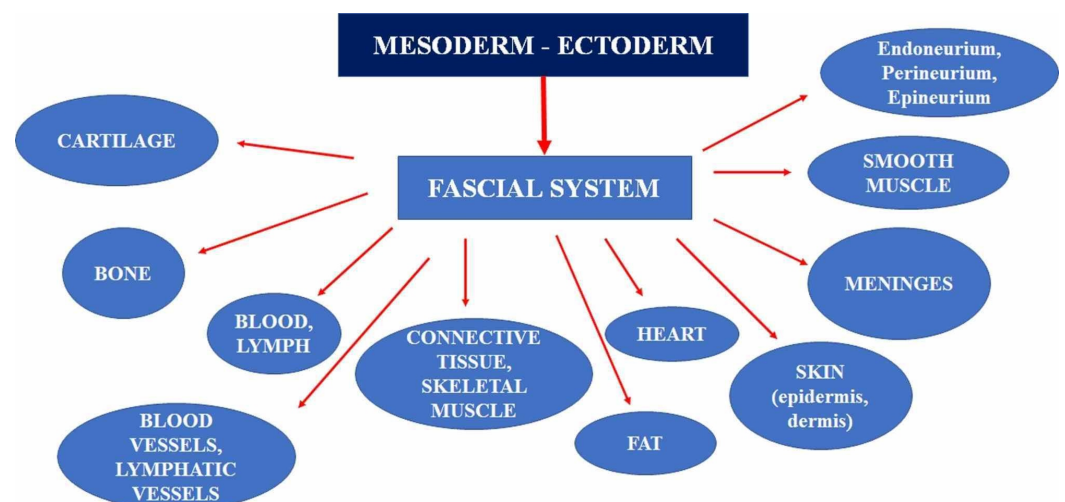 MESODERM - ECTODERM
Endoneurium,
Perineurium,
Epineurium
CARTILAGE
FASCIAL SYSTEM
SMOOTH
MUSCLE
BONE
MENINGES
BLOOD,
LYMPH
CONNECTIVE
TISSUE,
SKELETAL
MUSCLE
HEART
SKIN
(epidermis,
dermis)
BLOOD
VESSELS,
LYMPHATIC
VESSELS
FAT